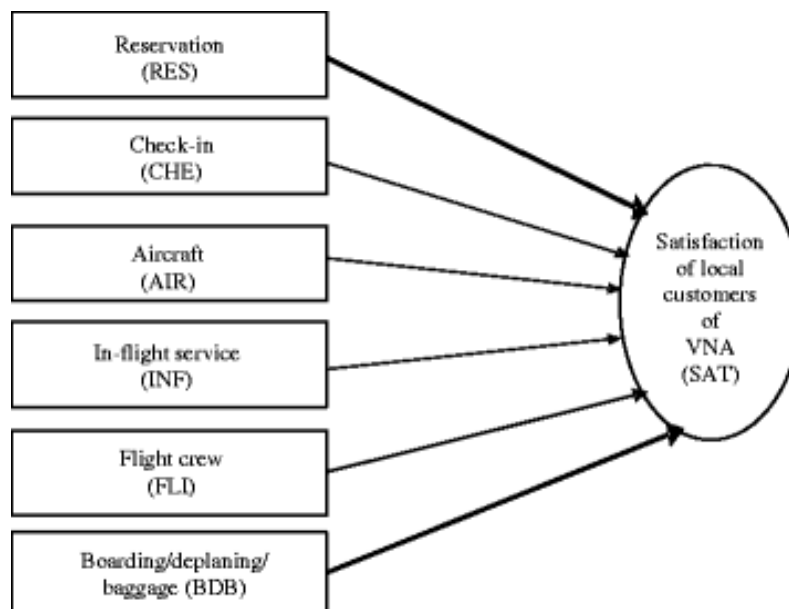 Reservation
(RES)
Check-in
(CHE)
Aircraft
(AIR)
In-flight service
(INF)
Flight crew
(FLI)
Boarding/deplaning/
baggage (BDB)
Satisfaction
of local
customers
of
VNA
(SAT)